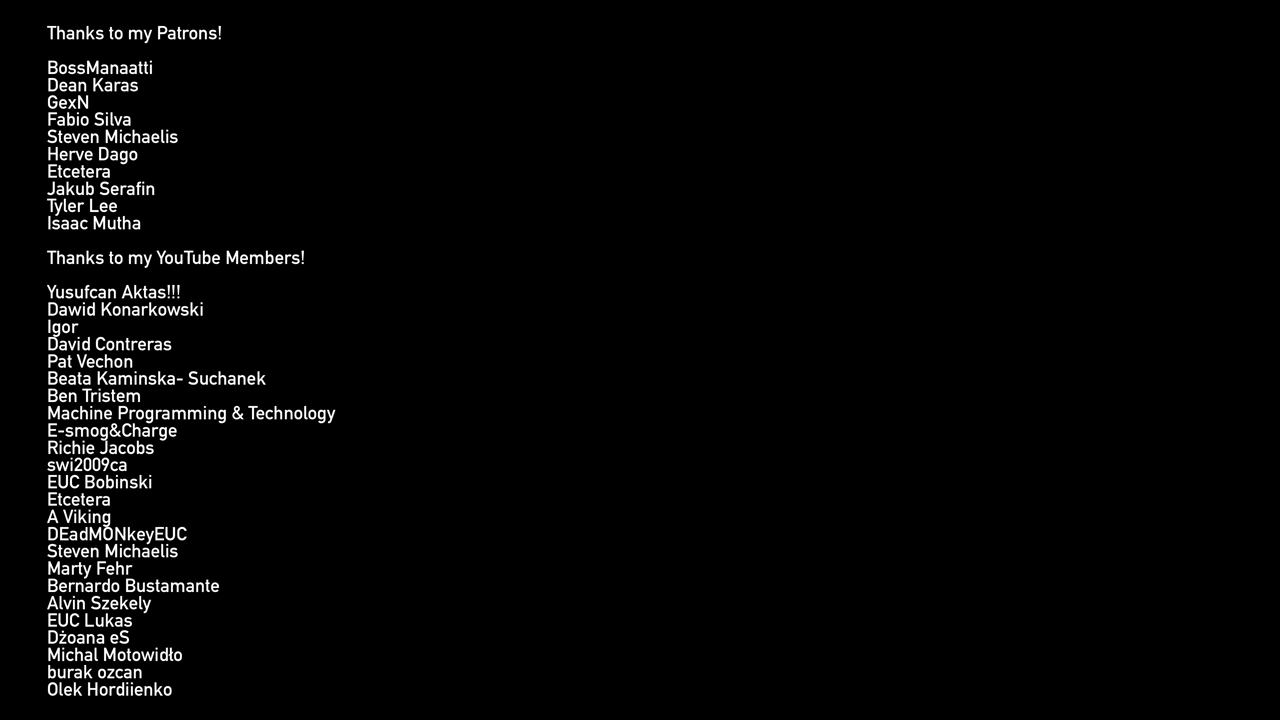 Thanks to my Patrons!
BossManaatti
Dean Karas
GexN
Fabio Silva
Steven Michaelis
Herve Dago
Etcetera
Jakub Serafin
Tyler Lee
Isaac Mutha
Thanks to my YouTube Members!
Yusufcan Aktas!!!
Dawid Konarkowski
Igor
David Contreras
Pat Vechon
Beata Kaminska- Suchanek
Ben Tristem
Machine Programming & Technology
E-smog&Charge
Richie Jacobs
swi2009ca
EUC Bobinski
Etcetera
A Viking
DEadMONkeyEUC
Steven Michaelis
Marty Fehr
Bernardo Bustamante
Alvin Szekely
EUC Lukas
Dżoana eS
Michal Motowidło
burak ozcan
Olek Hordiienko